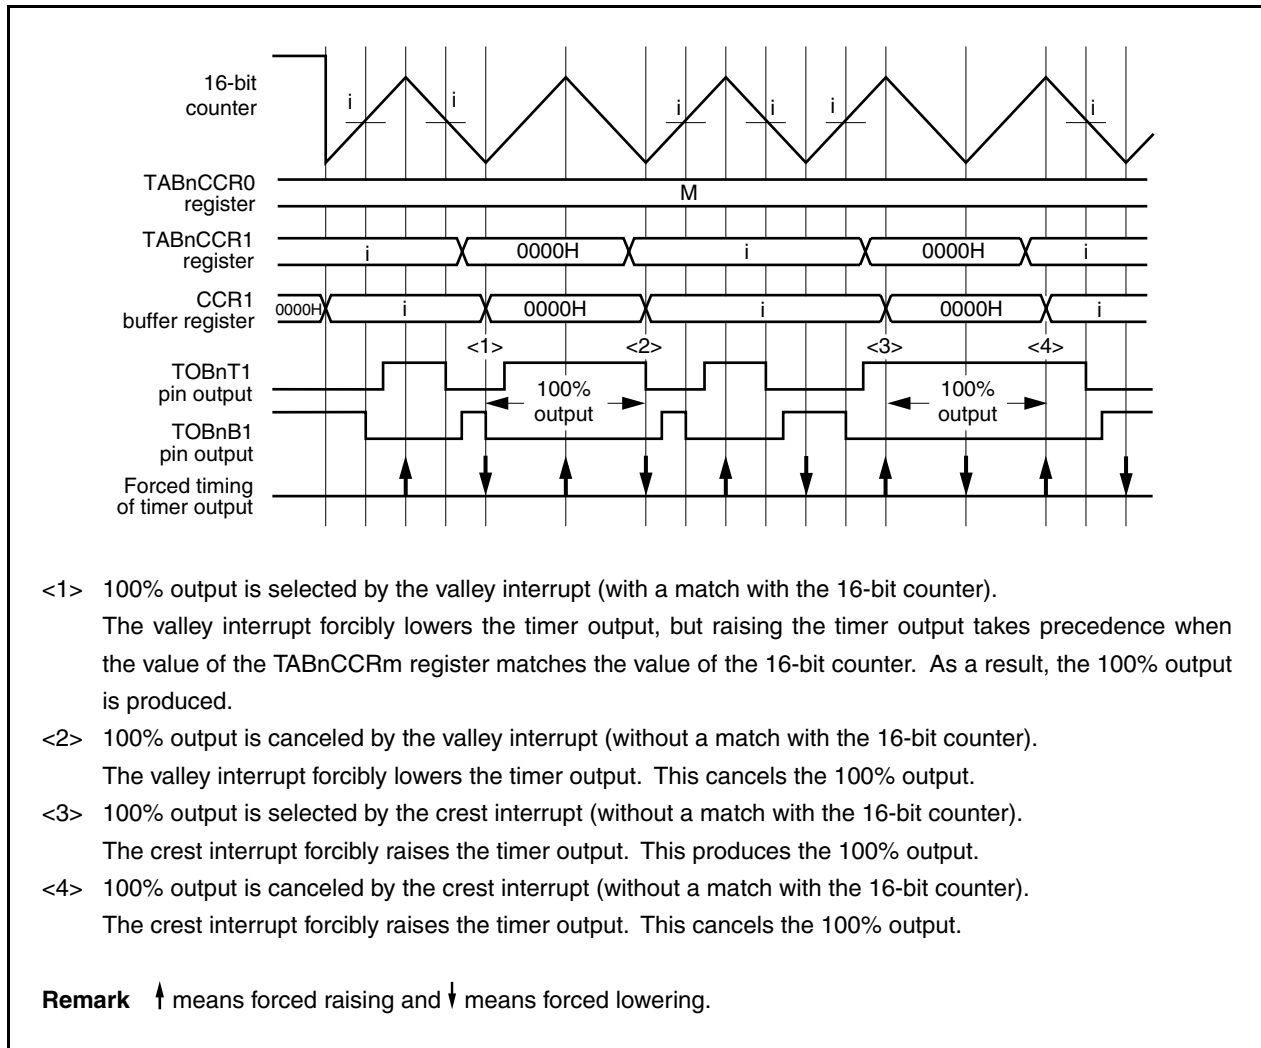 16-bit
counter
i
i
i
i
i
i
TABnCCR0
register
M
TABnCCR1
register
i
0000H
i
0000H
i
CCR1
buffer register
0000H
i
0000H
i
0000H
i
<1>
<2>
<3>
<4>
TOBnT1
pin output
100%
output
100%
output
TOBnB1
pin output
Forced timing
of timer output
<1> 100% output is selected by the valley interrupt (with a match with the 16-bit counter).
The valley interrupt forcibly lowers the timer output, but raising the timer output takes precedence when
the value of the TABnCCRm register matches the value of the 16-bit counter. As a result, the 100% output
is produced.
<2> 100% output is canceled by the valley interrupt (without a match with the 16-bit counter).
The valley interrupt forcibly lowers the timer output. This cancels the 100% output.
<3> 100% output is selected by the crest interrupt (without a match with the 16-bit counter).
The crest interrupt forcibly raises the timer output. This produces the 100% output.
<4> 100% output is canceled by the crest interrupt (without a match with the 16-bit counter).
The crest interrupt forcibly raises the timer output. This cancels the 100% output.
Remark ↑ means forced raising and ↓ means forced lowering.